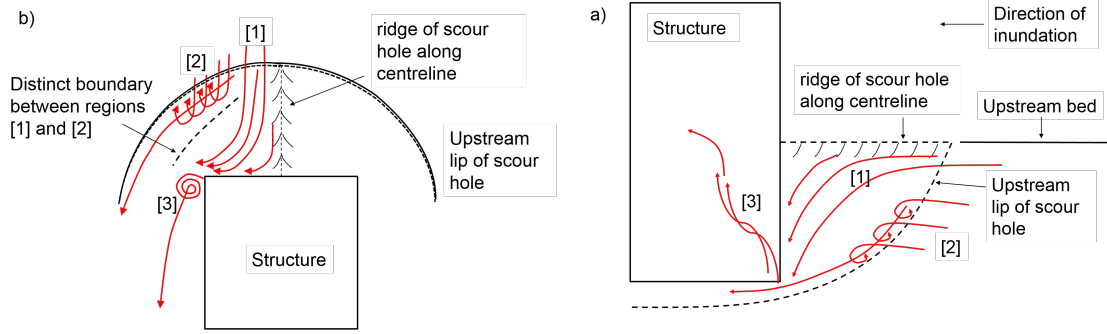 b)
[1]
[2]
Distinct boundary
between regions
[1] and [2]
ridge of scour
hole along
centreline
Upstream
lip of scour
hole
[3]
Structure
a)
Structure
Direction of
inundation
ridge of scour hole
along centreline
Upstream bed
[1]
[3]
Upstream
lip of scour
hole
[2]